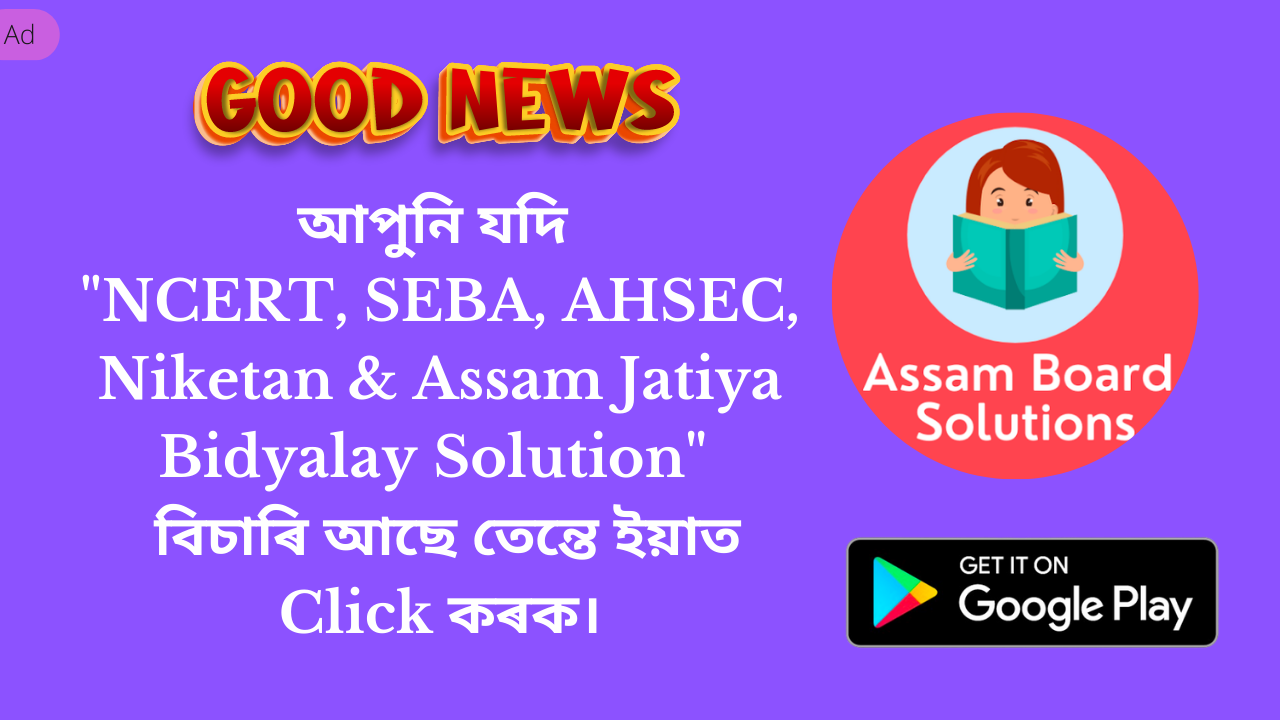 Ad
GOOD NEWS
আপুনি যদি
"NCERT, SEBA, AHSEC,
Niketan & Assam Jatiya
Bidyalay Solution"
বিচাৰি আছে তেন্তে ইয়াত
Click কৰক।
Assam Board
Solutions
GET IT ON
Google Play